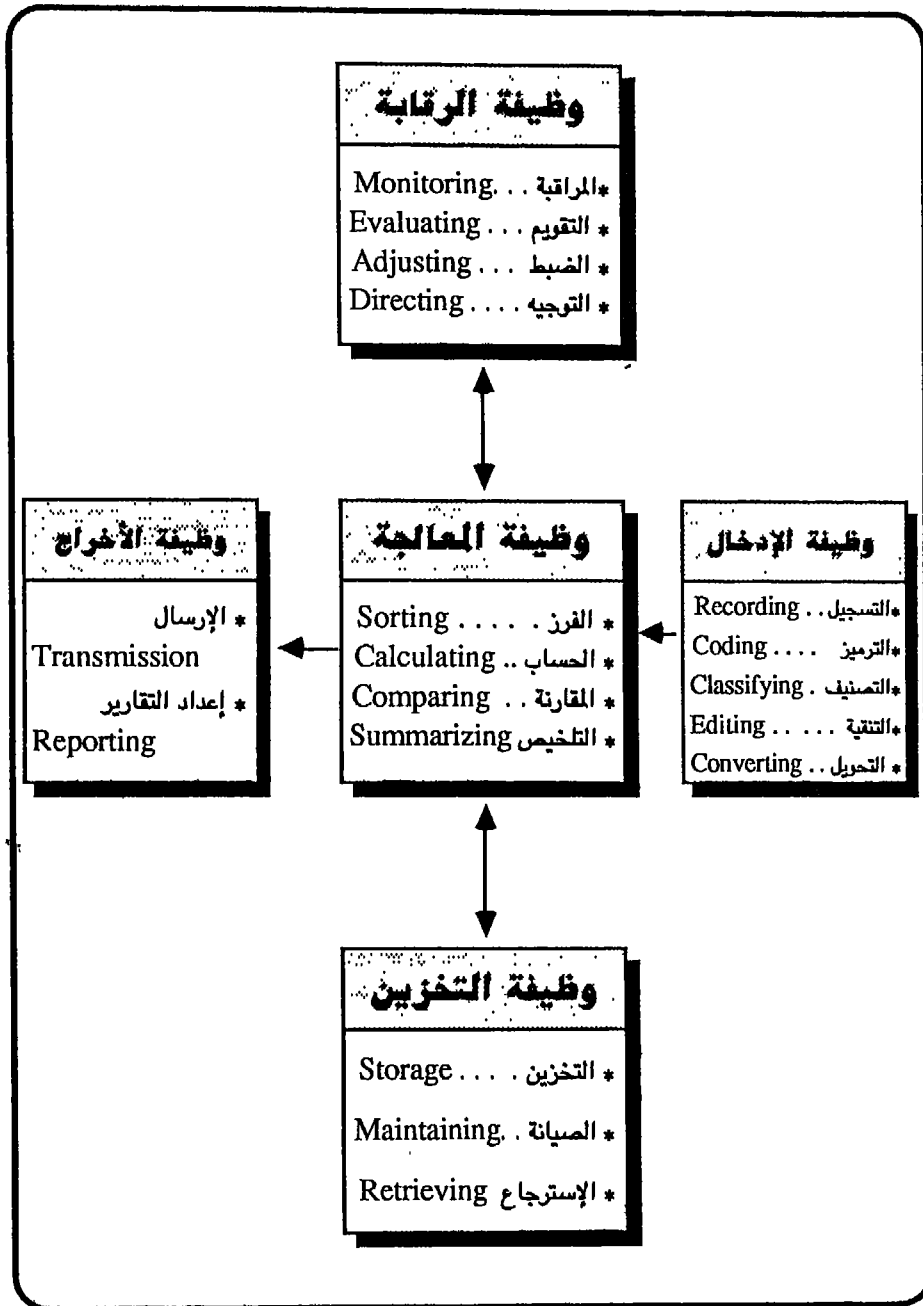 وظيفة الرقابة
*المراقبة ... Monitoring
* التقويم ... Evaluating
* الضبط ... Adjusting
* التوجيه .... Directing
وظيفة الإدخال
*التسجيل .. Recording
*الترميز .... Coding
*التصنيف . Classifying
*التنقية ..... Editing
* التحويل .. Converting
وظيفة المعالجة
* الفرز ..... Sorting
* الحساب .. Calculating
* المقارنة .. Comparing
* التلخيص Summarizing
وظيفة الأخراج
* الإرسال
Transmission
* إعداد التقارير
Reporting
وظيفة التخزين
* التخزين .... Storage
* الصيانة .. Maintaining
* الإسترجاع Retrieving